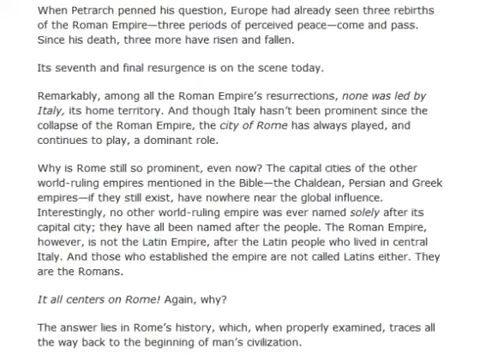 When Petrarch penned his question, Europe had already seen three rebirths
of the Roman Empire—three periods of perceived peace—come and pass.
Since his death, three more have risen and fallen.
Its seventh and final resurgence is on the scene today.
Remarkably, among all the Roman Empire's resurrections, none was led by
Italy, its home territory. And though Italy hasn't been prominent since the
collapse of the Roman Empire, the city of Rome has always played, and
continues to play, a dominant role.
Why is Rome still so prominent, even now? The capital cities of the other
world-ruling empires mentioned in the Bible—the Chaldean, Persian and Greek
empires—if they still exist, have nowhere near the global influence.
Interestingly, no other world-ruling empire was ever named solely after its
capital city; they have all been named after the people. The Roman Empire,
however, is not the Latin Empire, after the Latin people who lived in central
Italy. And those who established the empire are not called Latins either. They
are the Romans.
It all centers on Rome! Again, why?
The answer lies in Rome's history, which, when properly examined, traces all
the way back to the beginning of man's civilization.